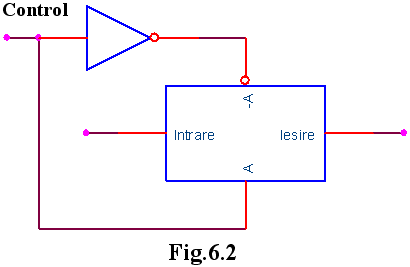 Control
-A
Intrare Iesire
A
Fig.6.2